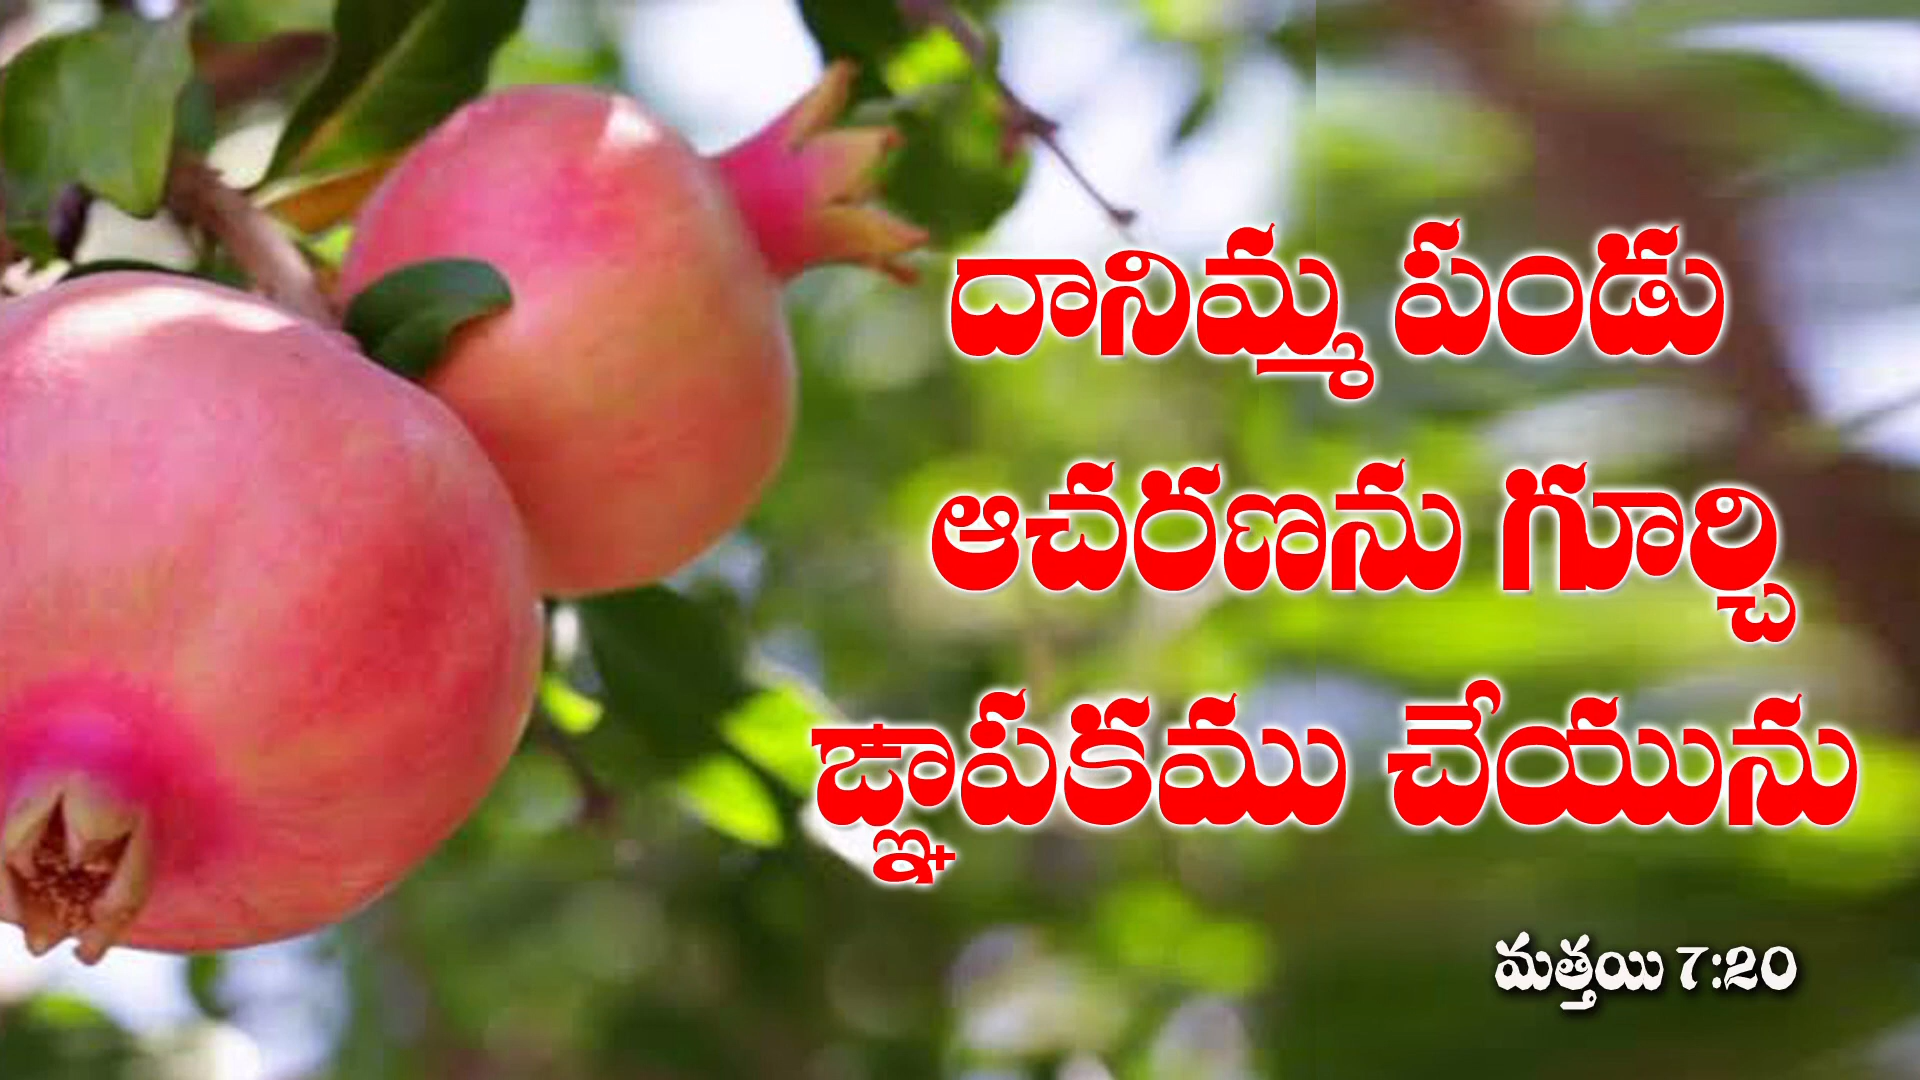 దానిమ్మ పండు
ఆచరణను గూర్చి
జ్ఞాపకము చేయును
మత్తయి 7:20